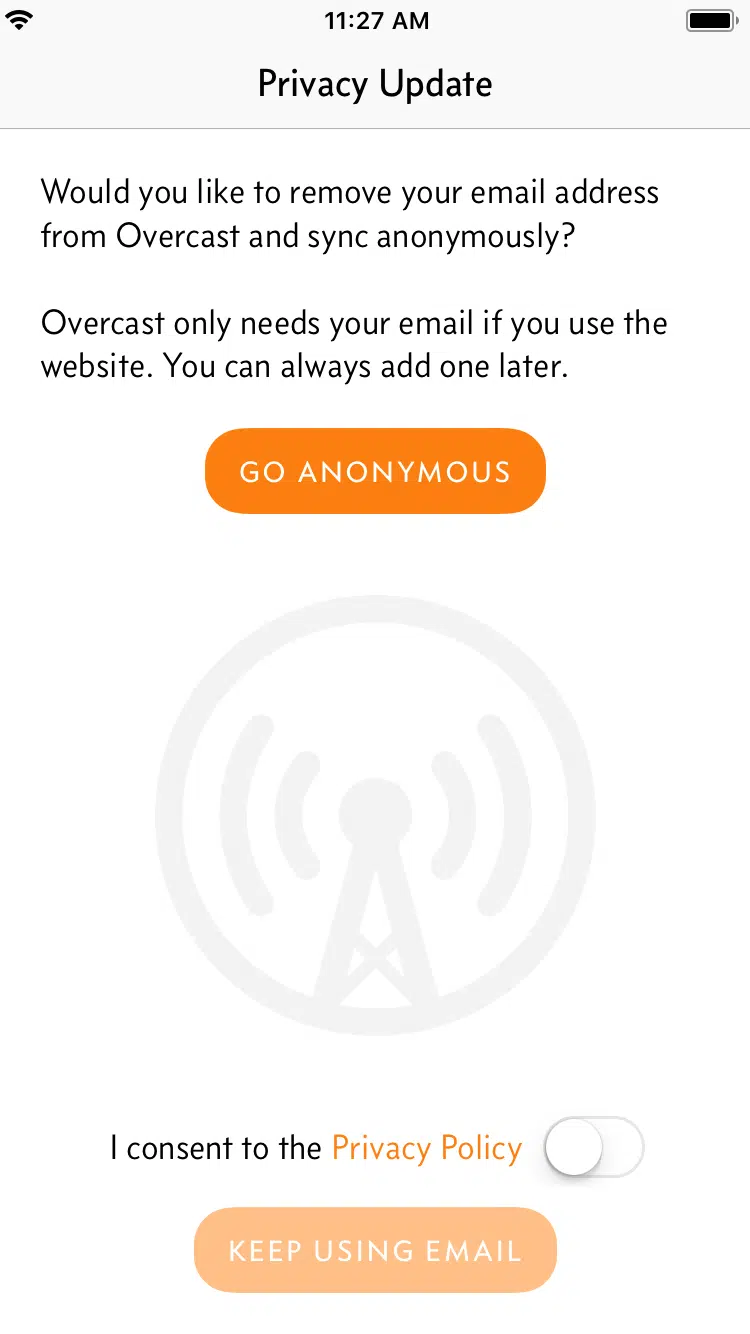 11:27 AM
Privacy Update
Would you like to remove your email address
from Overcast and sync anonymously?
Overcast only needs your email if you use the
website. You can always add one later.
GO ANONYMOUS
I consent to the Privacy Policy
KEEP USING EMAIL